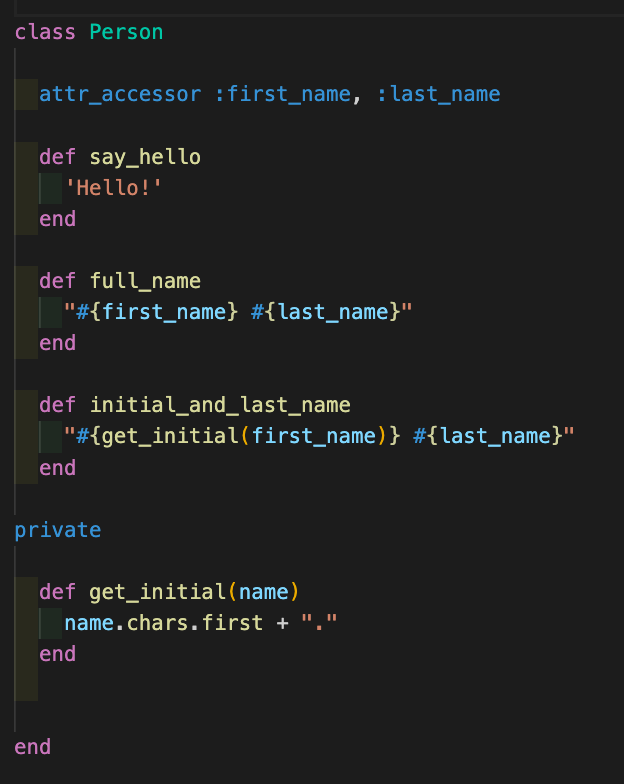 class Person
attr_accessor :first_name, :last_name
def say_hello
'Hello!'
end
def full_name
"#{first_name} #{last_name}"
end
def initial_and_last_name
"#{get_initial(first_name)} #{last_name}"
end
private
def get_initial(name)
name.chars.first + "."
end
end